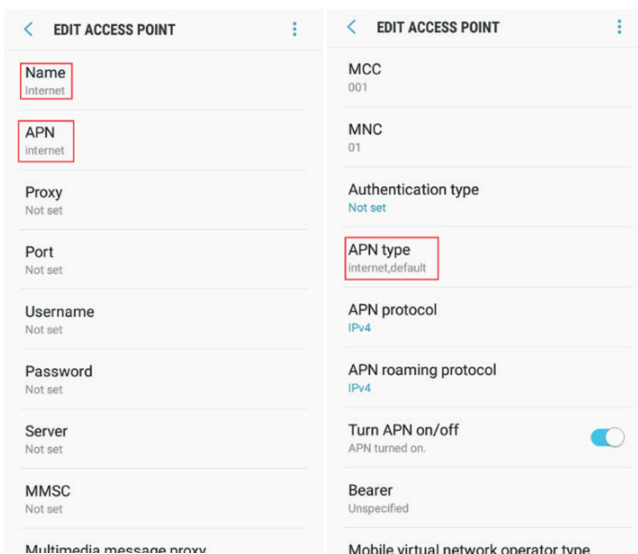 EDIT ACCESS POINT
Name
Internet
APN
internet
Proxy
Not set
Port
Not set
Username
Not set
Password
Not set
Server
Not set
MMSC
Not set
Multimedia message proxy
EDIT ACCESS POINT
MCC
001
MNC
01
Authentication type
Not set
APN type
internet,default
APN protocol
IPv4
APN roaming protocol
IPv4
Turn APN on/off
APN turned on.
Bearer
Unspecified
Mobile virtual network operator type